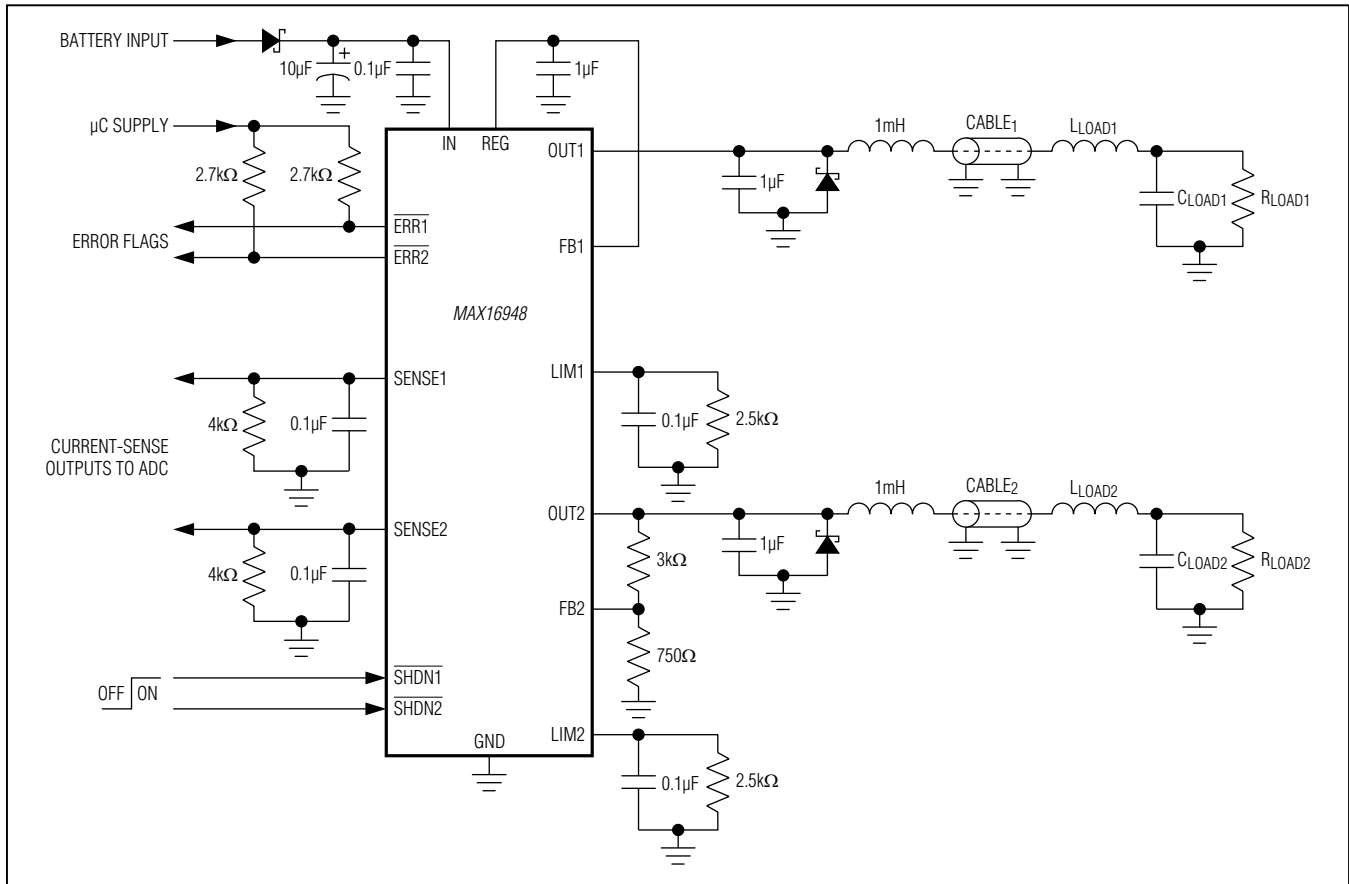 BATTERY INPUT
10µF
+
0.1µF
1µF
µC SUPPLY
2.7kΩ
2.7kΩ
IN
REG
OUT1
1mH
CABLE1
LLOAD1
1µF
CLOAD1
RLOAD1
ERROR FLAGS
ERR1
ERR2
FB1
MAX16948
SENSE1
4kΩ
0.1µF
LIM1
0.1µF
2.5kΩ
CURRENT-SENSE
OUTPUTS TO ADC
OUT2
1mH
CABLE2
LLOAD2
SENSE2
4kΩ
0.1µF
3kΩ
1µF
CLOAD2
RLOAD2
FB2
750Ω
OFF
ON
SHDN1
SHDN2
GND
LIM2
0.1µF
2.5kΩ